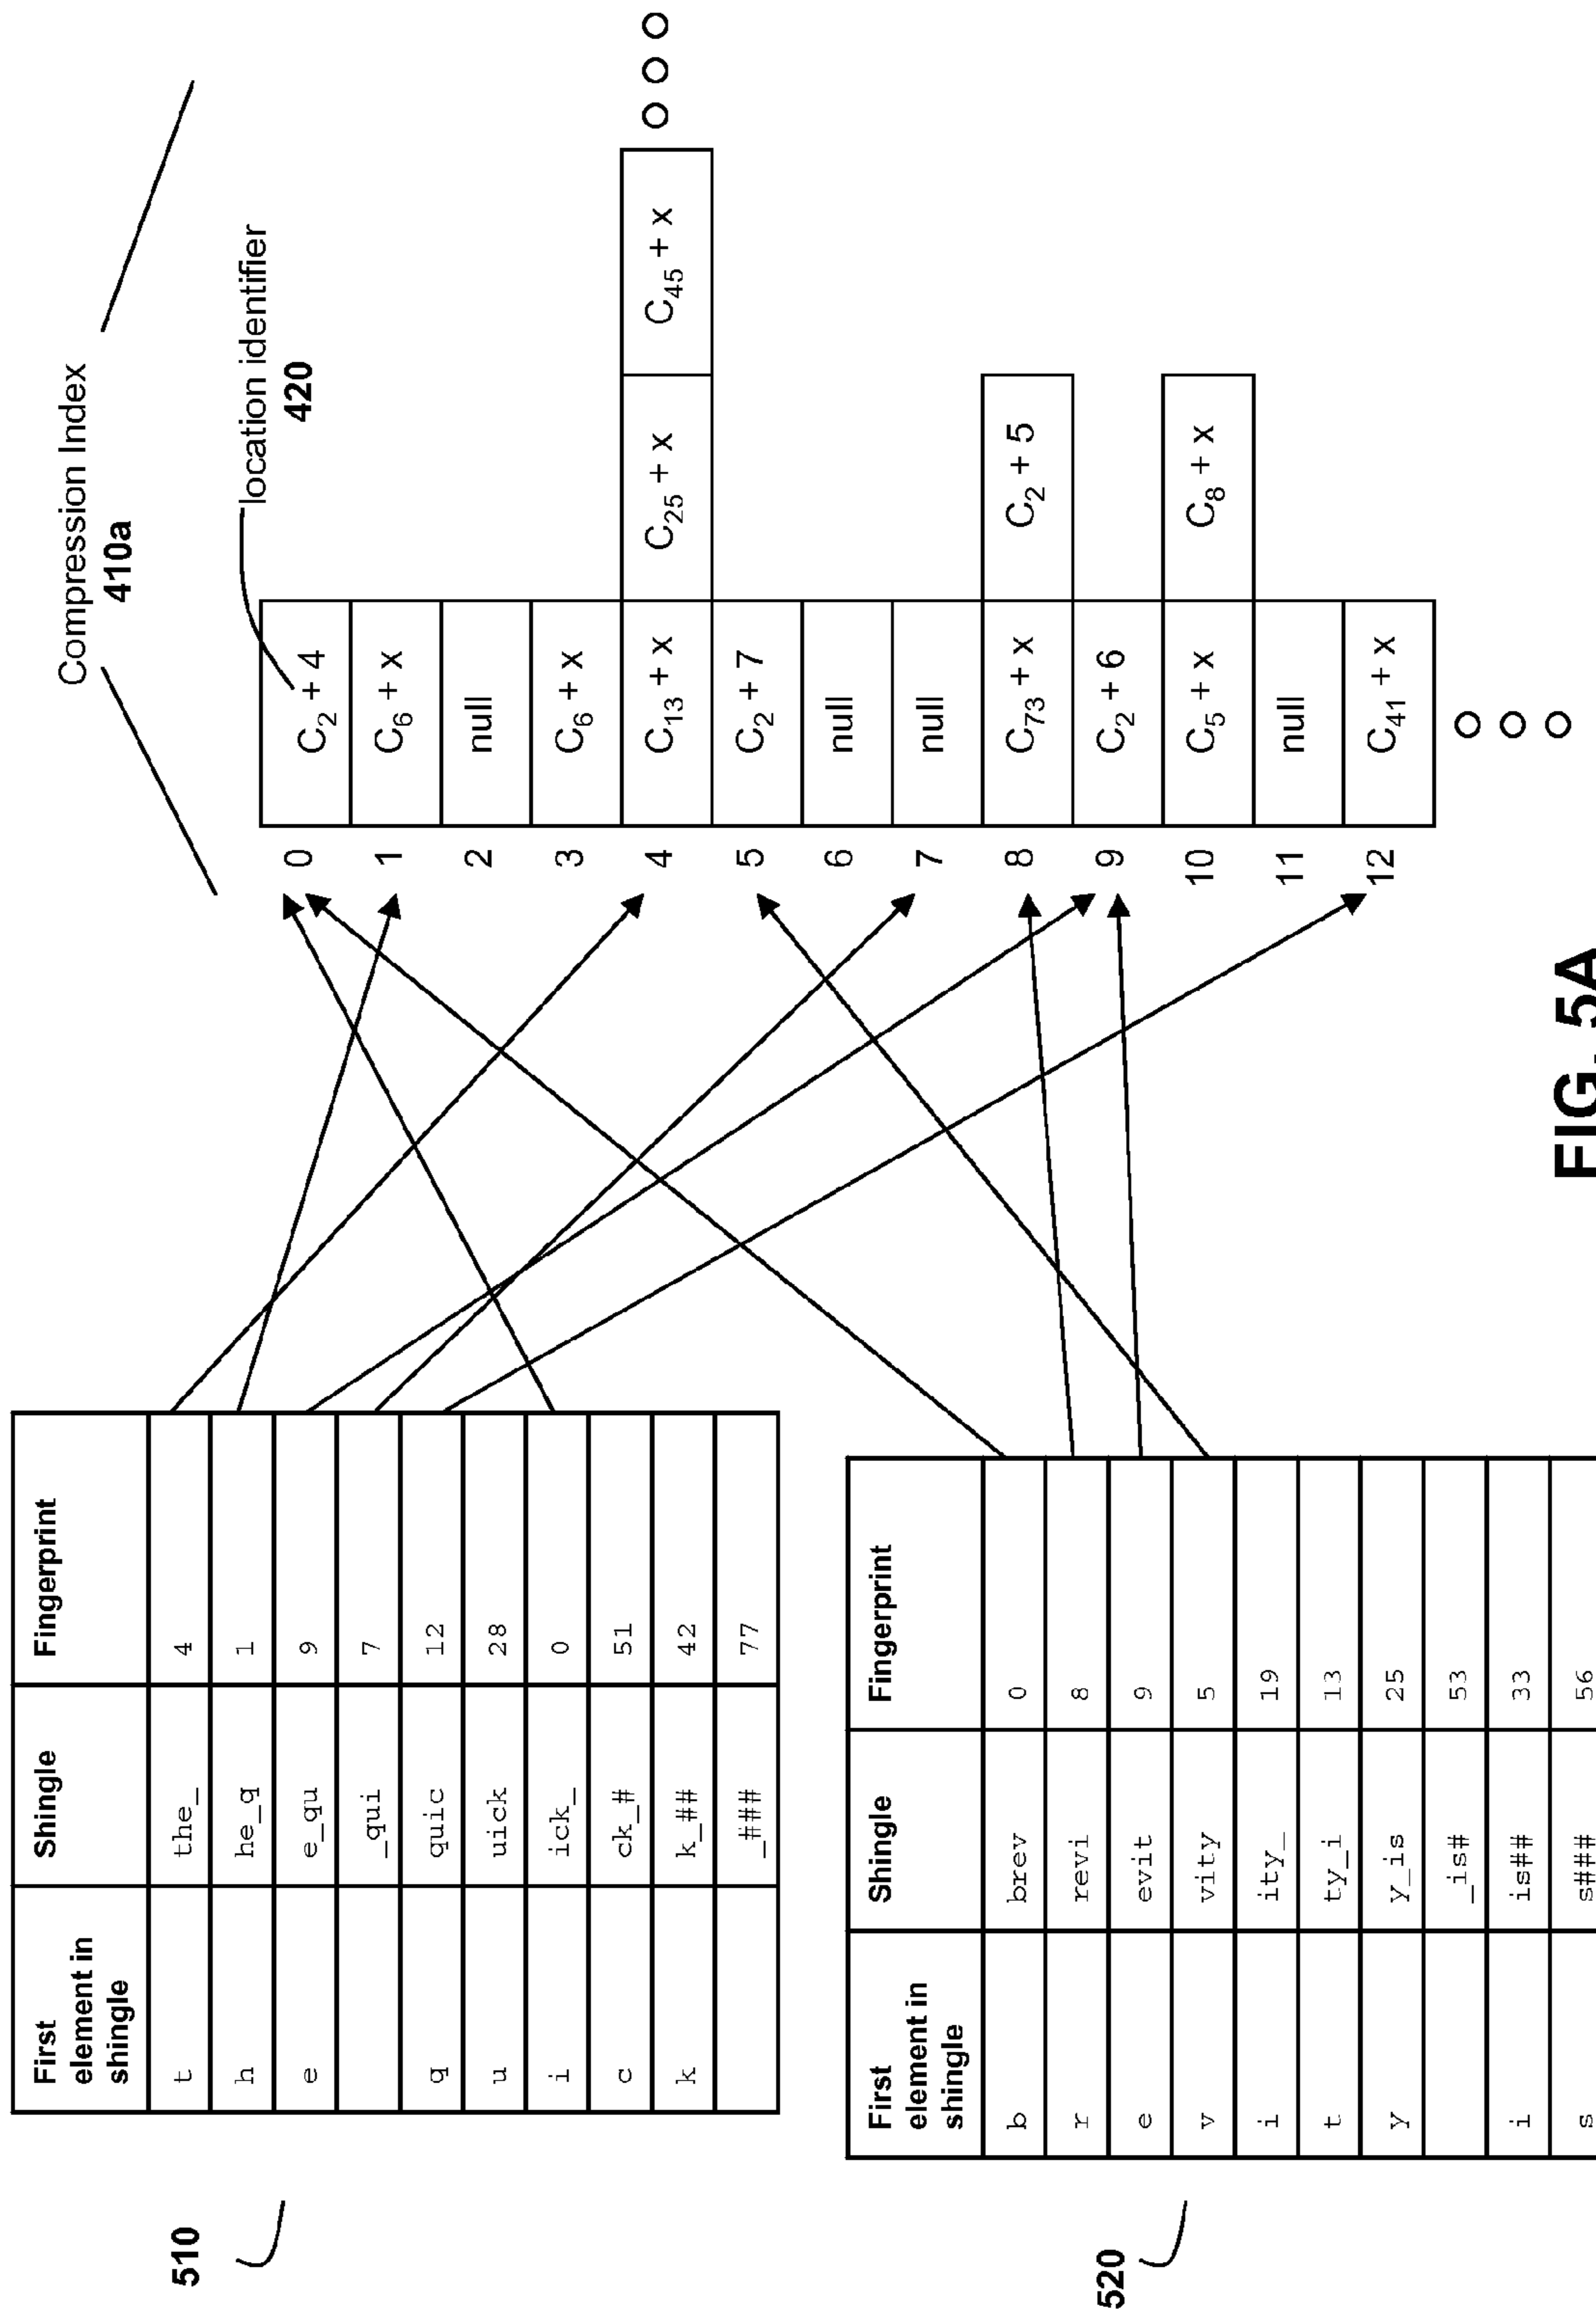 Compression Index
410a
location identifier
420
510
First element in shingle Shingle Fingerprint
t the_ 4
h he_q 1
e e_qu 9
_qui 7
q quic 12
u uick 28
i ick_ 0
c ck_# 51
k k_## 42
_### 77
520
First element in shingle Shingle Fingerprint
b brev 0
r revi 8
e evit 9
v vity 5
i ity_ 19
t ty_i 13
y y_is 25
_is# 53
i is## 33
s s### 56
0 C2 + 4
1 C6 + x
2 null
3 C6 + x
4 C13 + x C25 + x C45 + x
5 C2 + 7
6 null
7 null
8 C73 + x C2 + 5
9 C2 + 6
10 C5 + x C8 + x
11 null
12 C41 + x
FIG. 5A